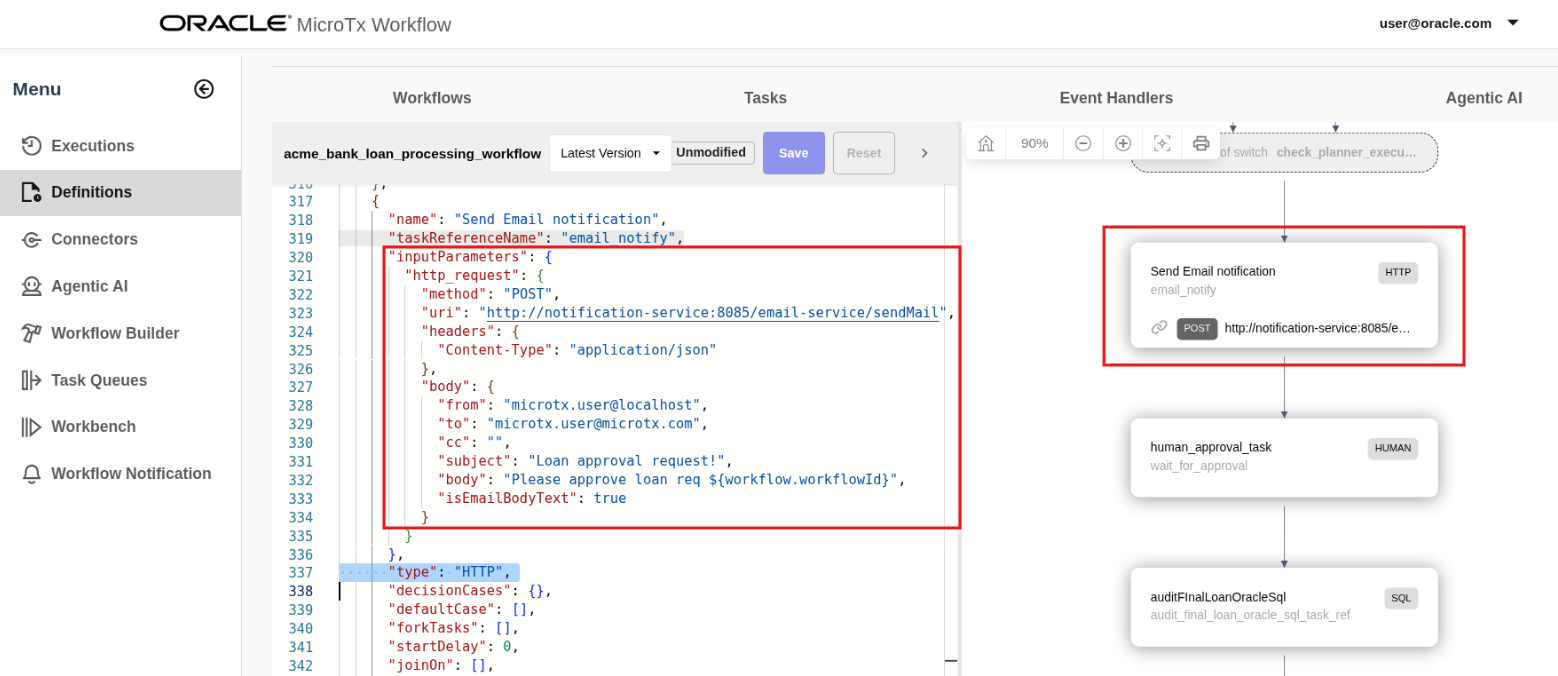 ORACLE® MicroTx Workflow
user@oracle.com
Menu
Executions
Definitions
Connectors
Agentic AI
Workflow Builder
Task Queues
Workbench
Workflow Notification
Workflows Tasks Event Handlers Agentic AI
acme_bank_loan_processing_workflow Latest Version Unmodified Save Reset
316 },
317 {
318 "name": "Send Email notification",
319 "taskReferenceName": "email_notify",
320 "inputParameters": {
321 "http_request": {
322 "method": "POST",
323 "uri": "http://notification-service:8085/email-service/sendMail",
324 "headers": {
325 "Content-Type": "application/json"
326 },
327 "body": {
328 "from": "microtx.user@localhost",
329 "to": "microtx.user@microtx.com",
330 "cc": "",
331 "subject": "Loan approval request!",
332 "body": "Please approve loan req ${workflow.workflowId}",
333 "isEmailBodyText": true
334 }
335 }
336 },
337 "type": "HTTP",
338 "decisionCases": {},
339 "defaultCase": [],
340 "forkTasks": [],
341 "startDelay": 0,
342 "joinOn": [],
90%
of switch check_planner_execu...
Send Email notification HTTP
email_notify
POST http://notification-service:8085/e...
human_approval_task HUMAN
wait_for_approval
auditFInalLoanOracleSql SQL
audit_final_loan_oracle_sql_task_ref